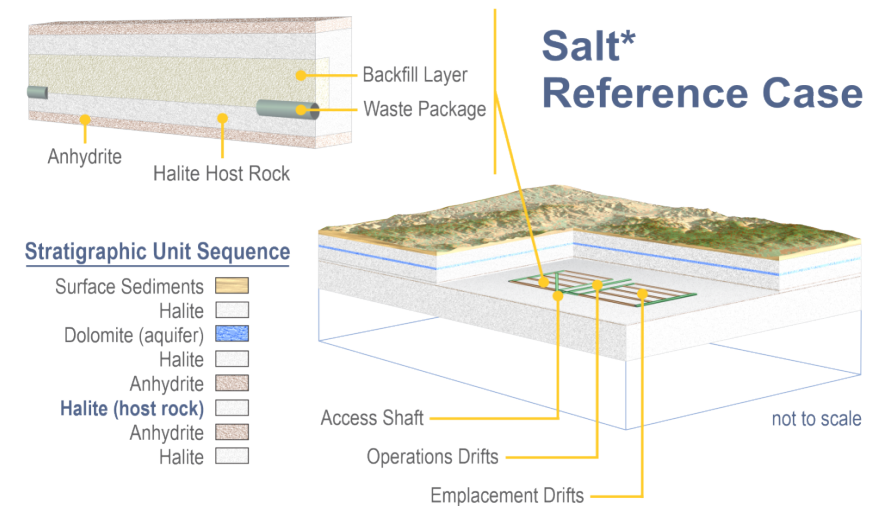 Salt*
Reference Case
Backfill Layer
Waste Package
Anhydrite
Halite Host Rock
Stratigraphic Unit Sequence
Surface Sediments
Halite
Dolomite (aquifer)
Halite
Anhydrite
Halite (host rock)
Anhydrite
Halite
Access Shaft
Operations Drifts
Emplacement Drifts
not to scale